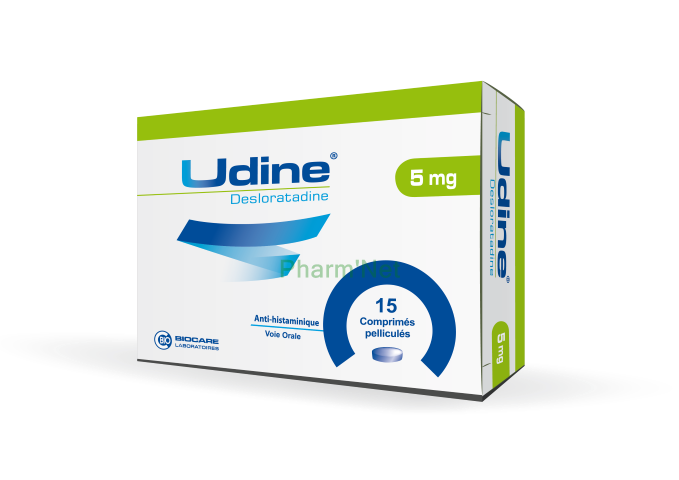 Udine®
Desloratadine
5 mg
Pharm'Net
15
Comprimés
pelliculés
Anti-histaminique
Voie Orale
BIO
BIOCARE
LABORATOIRES
Udine®
Desloratadine
5 mg